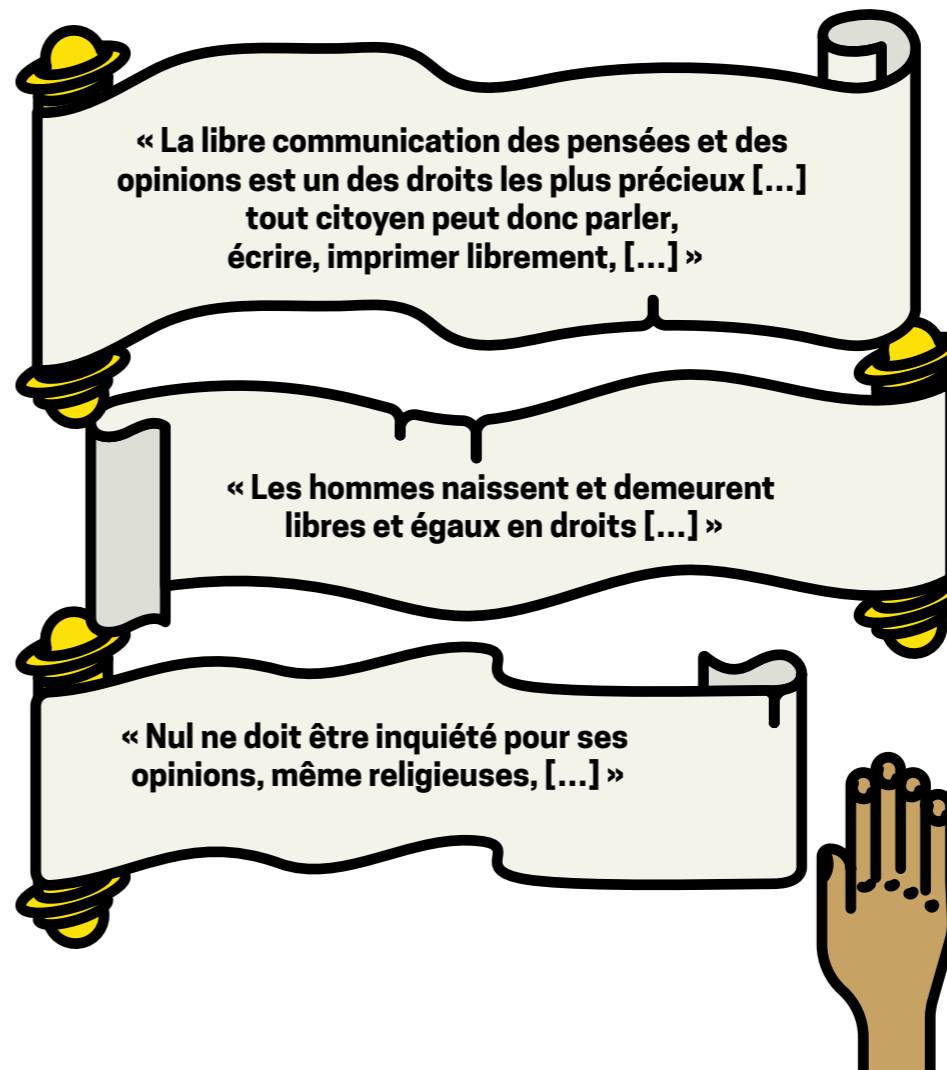 « La libre communication des pensées et des
opinions est un des droits les plus précieux [...]
tout citoyen peut donc parler,
écrire, imprimer librement, [...] »
« Les hommes naissent et demeurent
libres et égaux en droits [...] »
« Nul ne doit être inquiété pour ses
opinions, même religieuses, [...] »